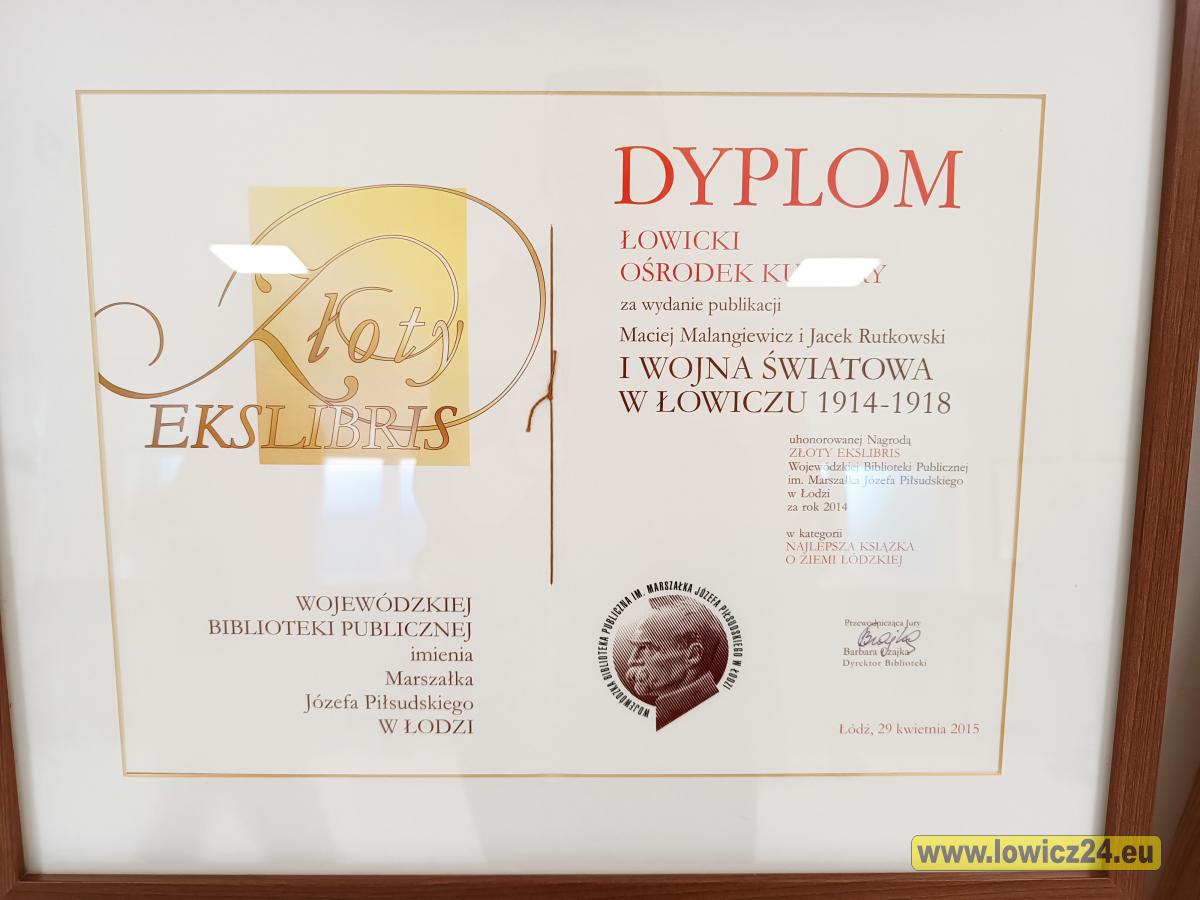 Złoty
EKSLIBRIS
WOJEWÓDZKIEJ
BIBLIOTEKI PUBLICZNEJ
imienia
Marszałka
Józefa Piłsudskiego
W ŁODZI
DYPLOM
ŁOWICKI
OŚRODEK
za wydanie publikacji
Maciej Malangiewicz i Jacek Rutkowski
I WOJNA ŚWIATOWA
W ŁOWICZU 1914-1918
uhonorowanej Nagrodą
ZŁOTY EKSLIBRIS
Wojewódzkiej Biblioteki Publicznej
im. Marszałka Józefa Piłsudskiego
w Łodzi
za rok 2014
w kategorii
NAJLEPSZA KSIĄŻKA
O ZIEMI ŁÓDZKIEJ
WOJEWÓDZKA BIBLIOTEKA PUBLICZNA IM. MARSZAŁKA JÓZEFA PIŁSUDSKIEGO W ŁODZI
Przewodnicząca Jury
Barbara Czajka
Dyrektor Biblioteki
Łódź, 29 kwietnia 2015
www.lowicz24.eu